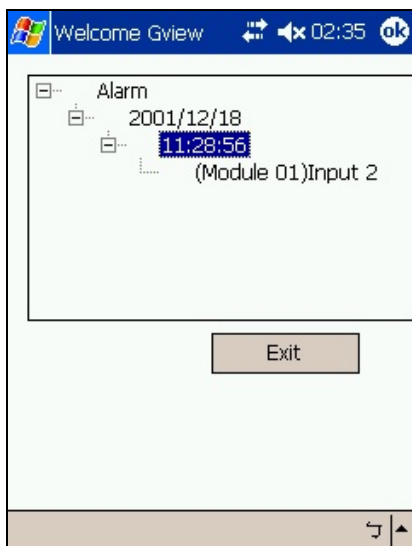 Welcome Gview 02:35 ok
Alarm
2001/12/18
11:28:56
(Module 01)Input 2
Exit
ㄅ